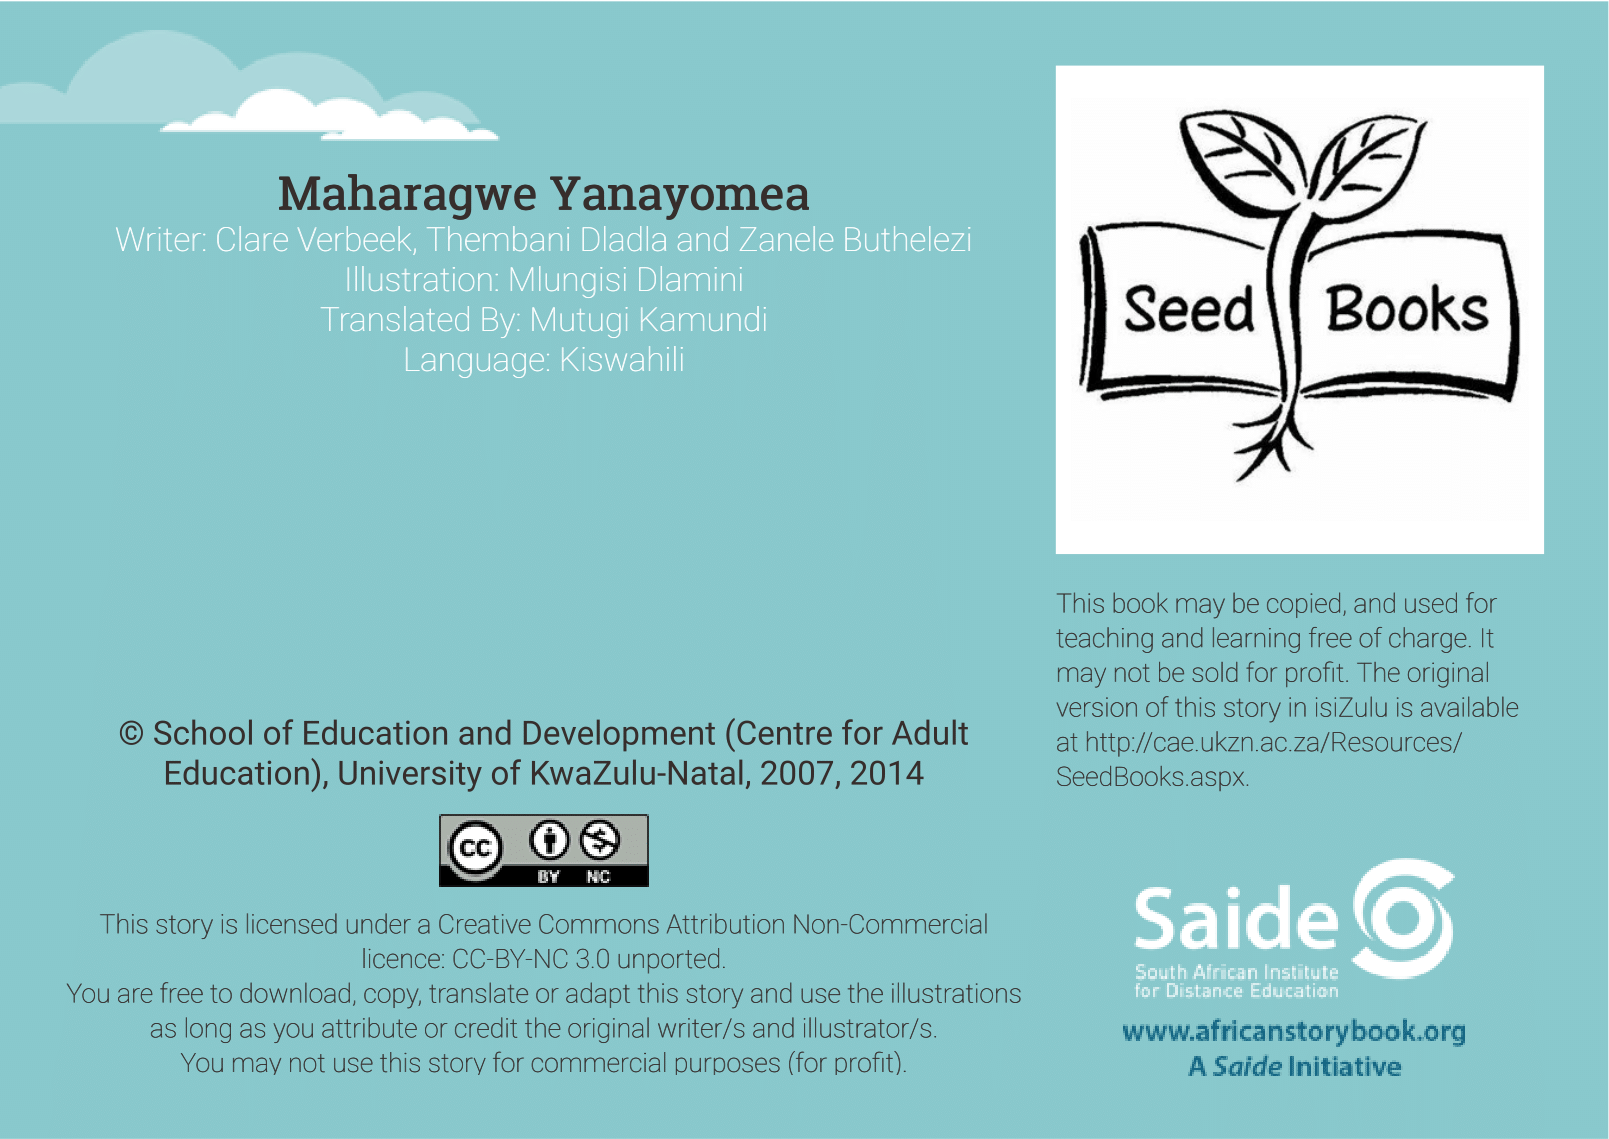 Maharagwe Yanayomea
Writer: Clare Verbeek, Thembani Dladla and Zanele Buthelezi
Illustration: Mlungisi Dlamini
Translated By: Mutugi Kamundi
Language: Kiswahili
© School of Education and Development (Centre for Adult
Education), University of KwaZulu-Natal, 2007, 2014
CC BY NC
This story is licensed under a Creative Commons Attribution Non-Commercial
licence: CC-BY-NC 3.0 unported.
You are free to download, copy, translate or adapt this story and use the illustrations
as long as you attribute or credit the original writer/s and illustrator/s.
You may not use this story for commercial purposes (for profit).
Seed Books
This book may be copied, and used for
teaching and learning free of charge. It
may not be sold for profit. The original
version of this story in isiZulu is available
at http://cae.ukzn.ac.za/Resources/
SeedBooks.aspx.
Saide
South African Institute
for Distance Education
www.africanstorybook.org
A Saide Initiative